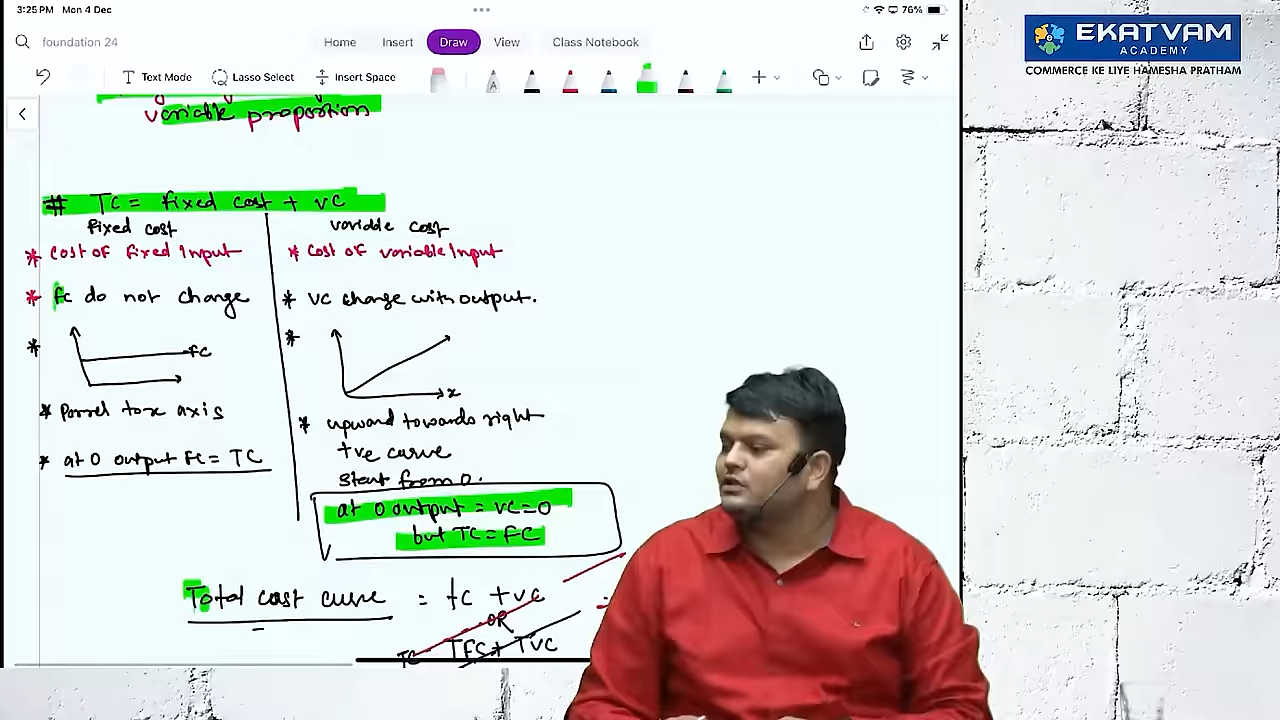 3:25 PM Mon 4 Dec
76%
foundation 24
Home Insert Draw View Class Notebook
Text Mode Lasso Select Insert Space
EKATVAM
ACADEMY
COMMERCE KE LIYE HAMESHA PRATHAM
variable proportion
# TC = fixed cost + VC
fixed cost
* cost of fixed Input
* fc do not change
* fc
* Parrel to x axis
* at 0 output fc = TC
variable cost
* cost of variable Input
* VC change with output.
* x
* upward towards right
+ve curve
start from 0.
at 0 output = VC = 0
but TC = FC
Total cost curve = fc + vc
OR
TC TFC + TVC